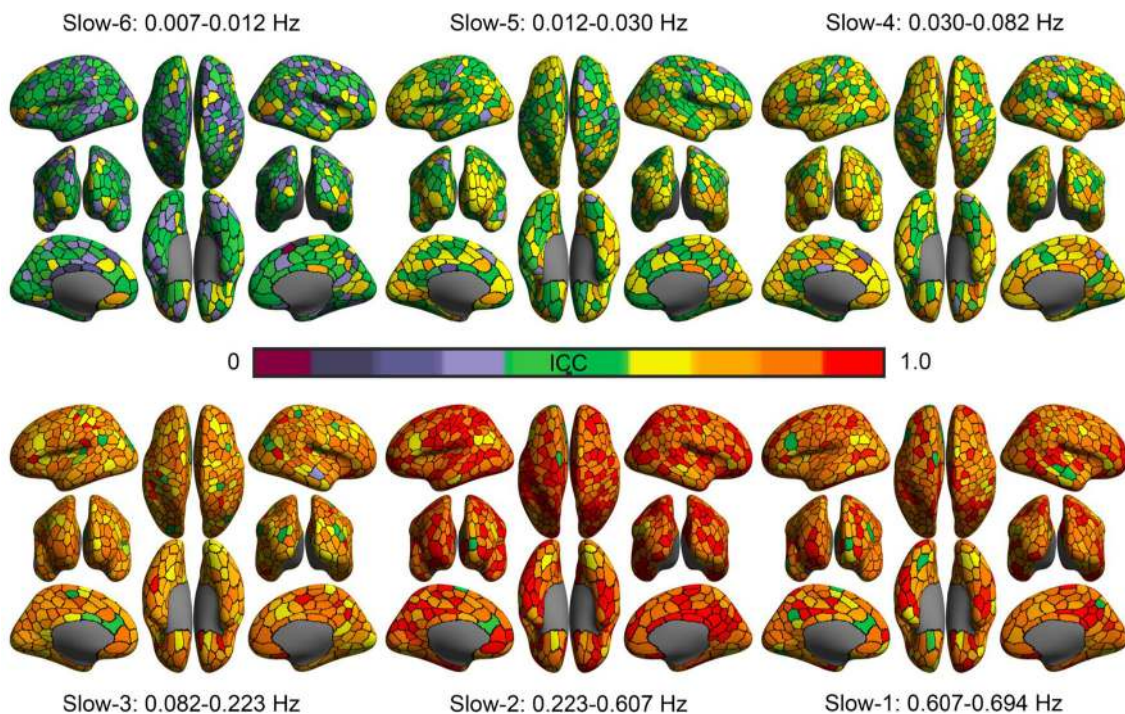 Slow-6: 0.007-0.012 Hz
Slow-5: 0.012-0.030 Hz
Slow-4: 0.030-0.082 Hz
0
ICC
1.0
Slow-3: 0.082-0.223 Hz
Slow-2: 0.223-0.607 Hz
Slow-1: 0.607-0.694 Hz